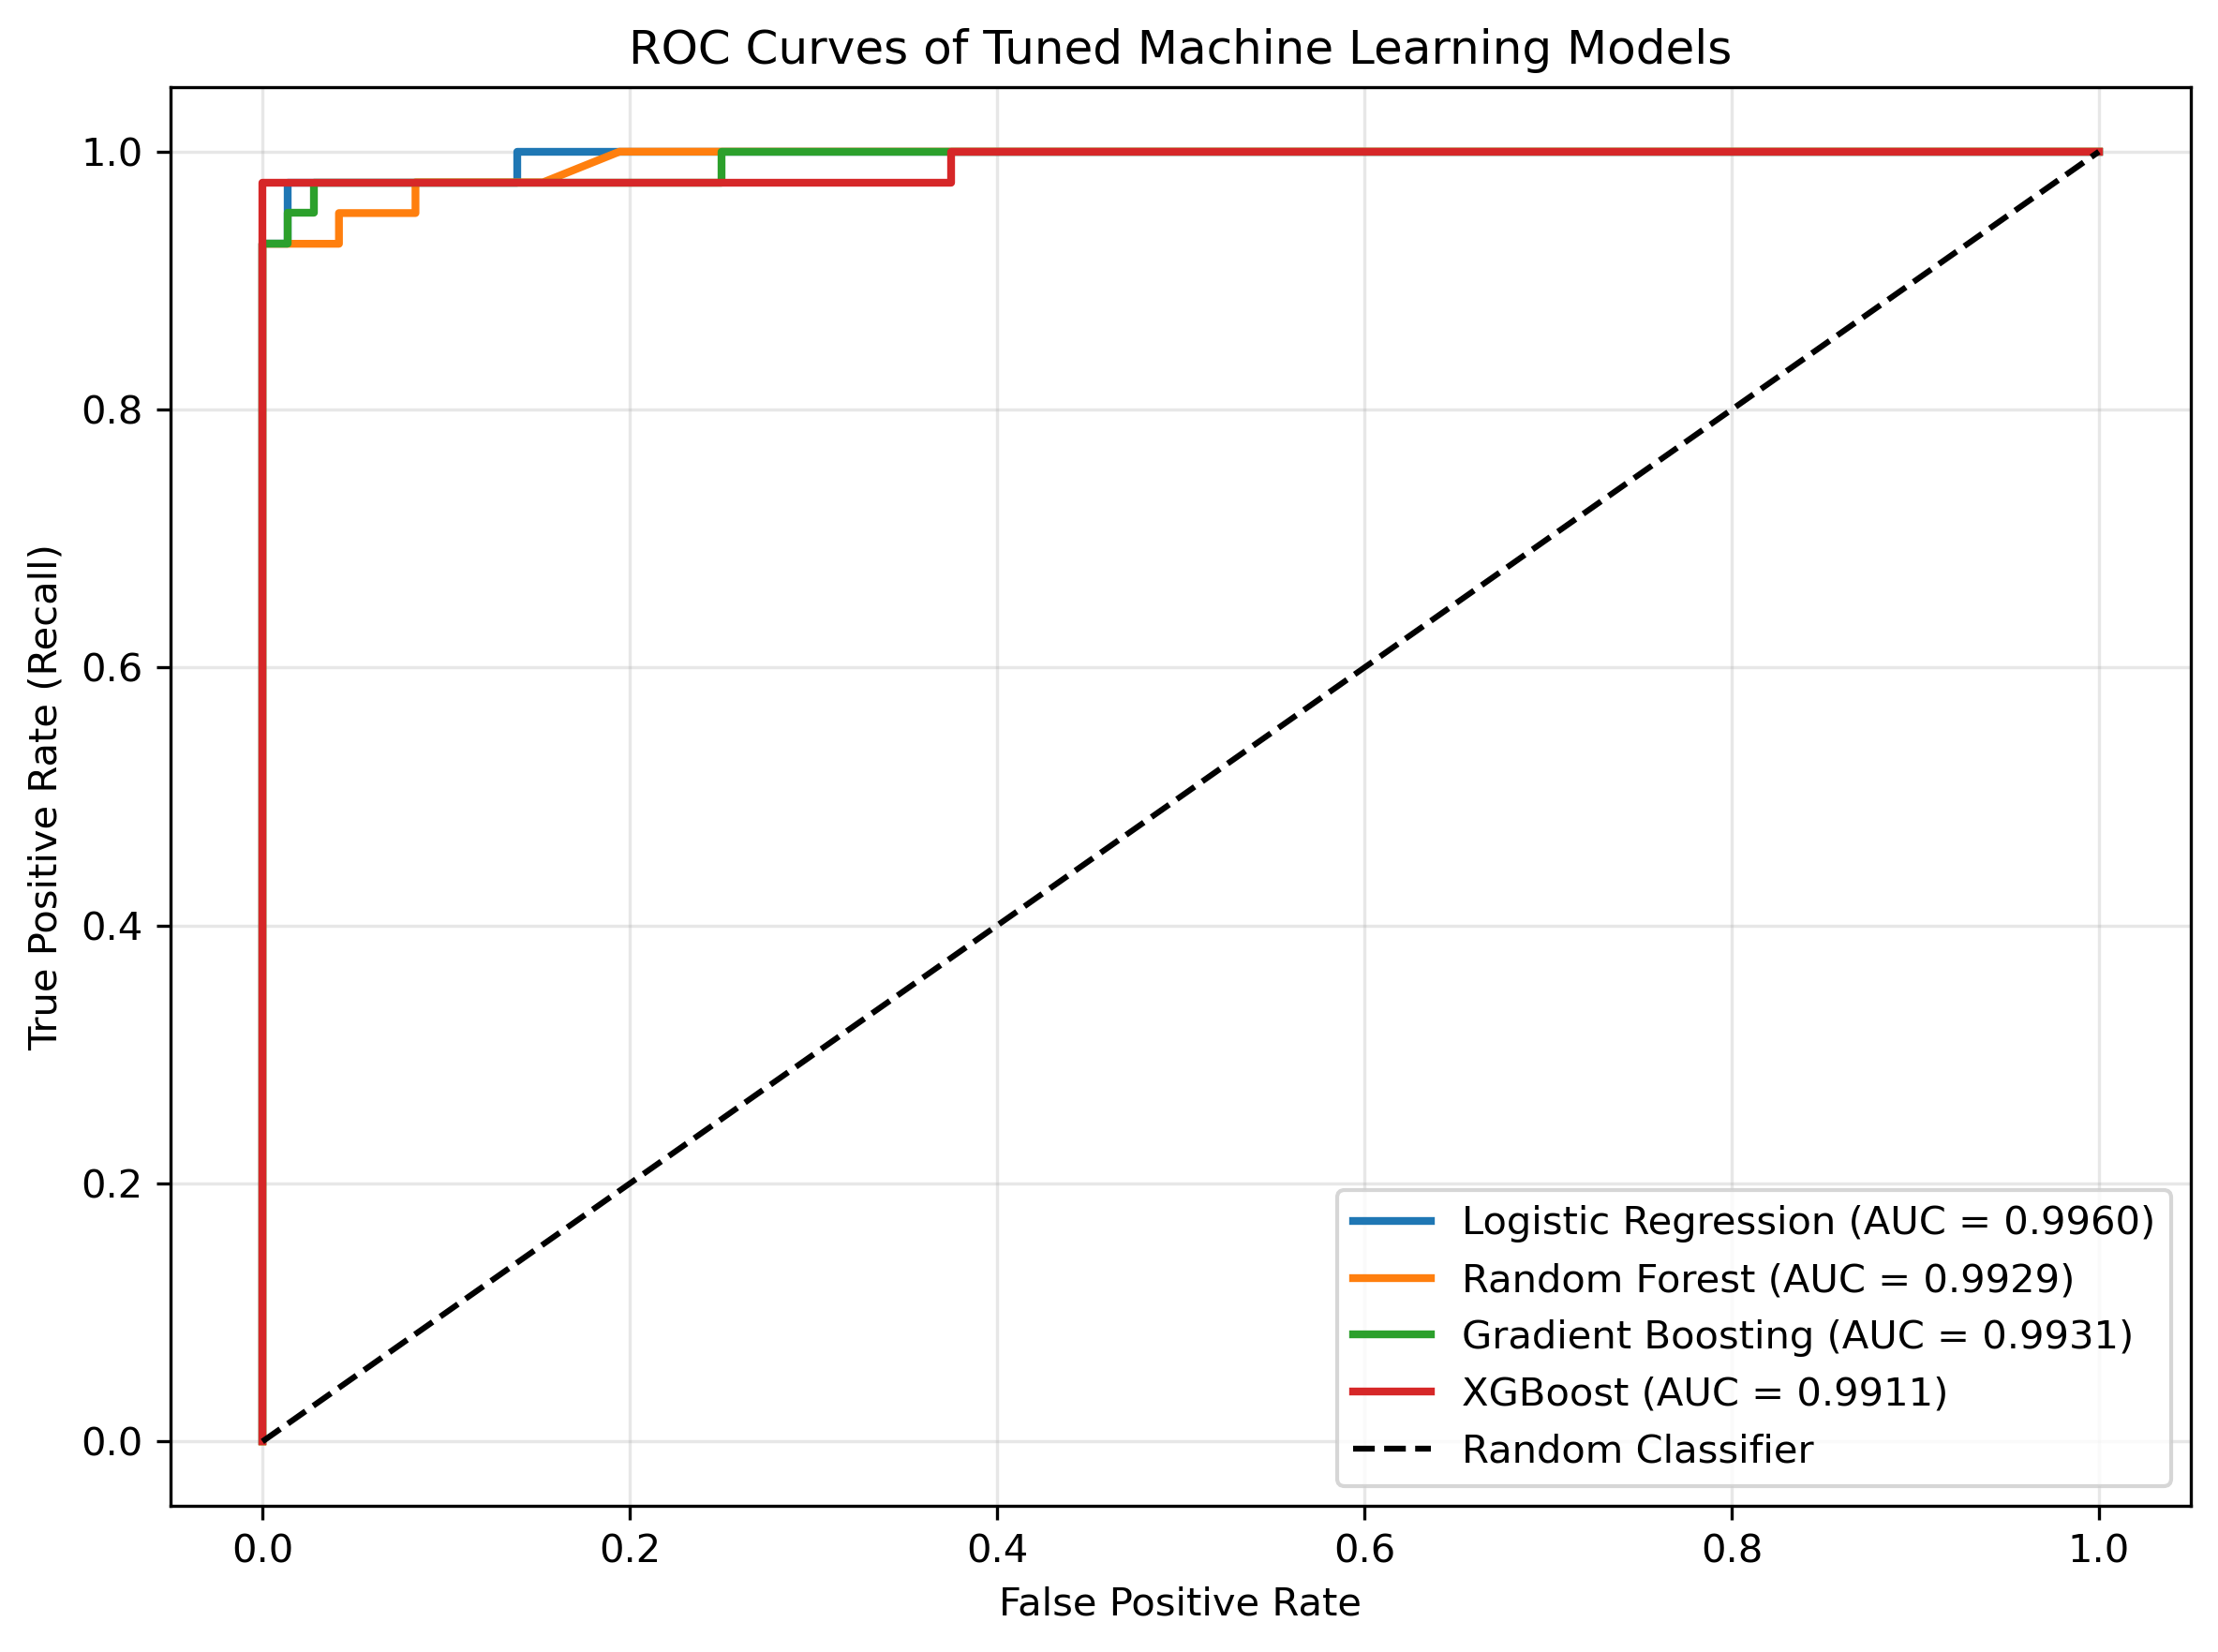 ROC Curves of Tuned Machine Learning Models
True Positive Rate (Recall)
1.0
0.8
0.6
0.4
0.2
0.0
0.0 0.2 0.4 0.6 0.8 1.0
False Positive Rate
Logistic Regression (AUC = 0.9960)
Random Forest (AUC = 0.9929)
Gradient Boosting (AUC = 0.9931)
XGBoost (AUC = 0.9911)
Random Classifier